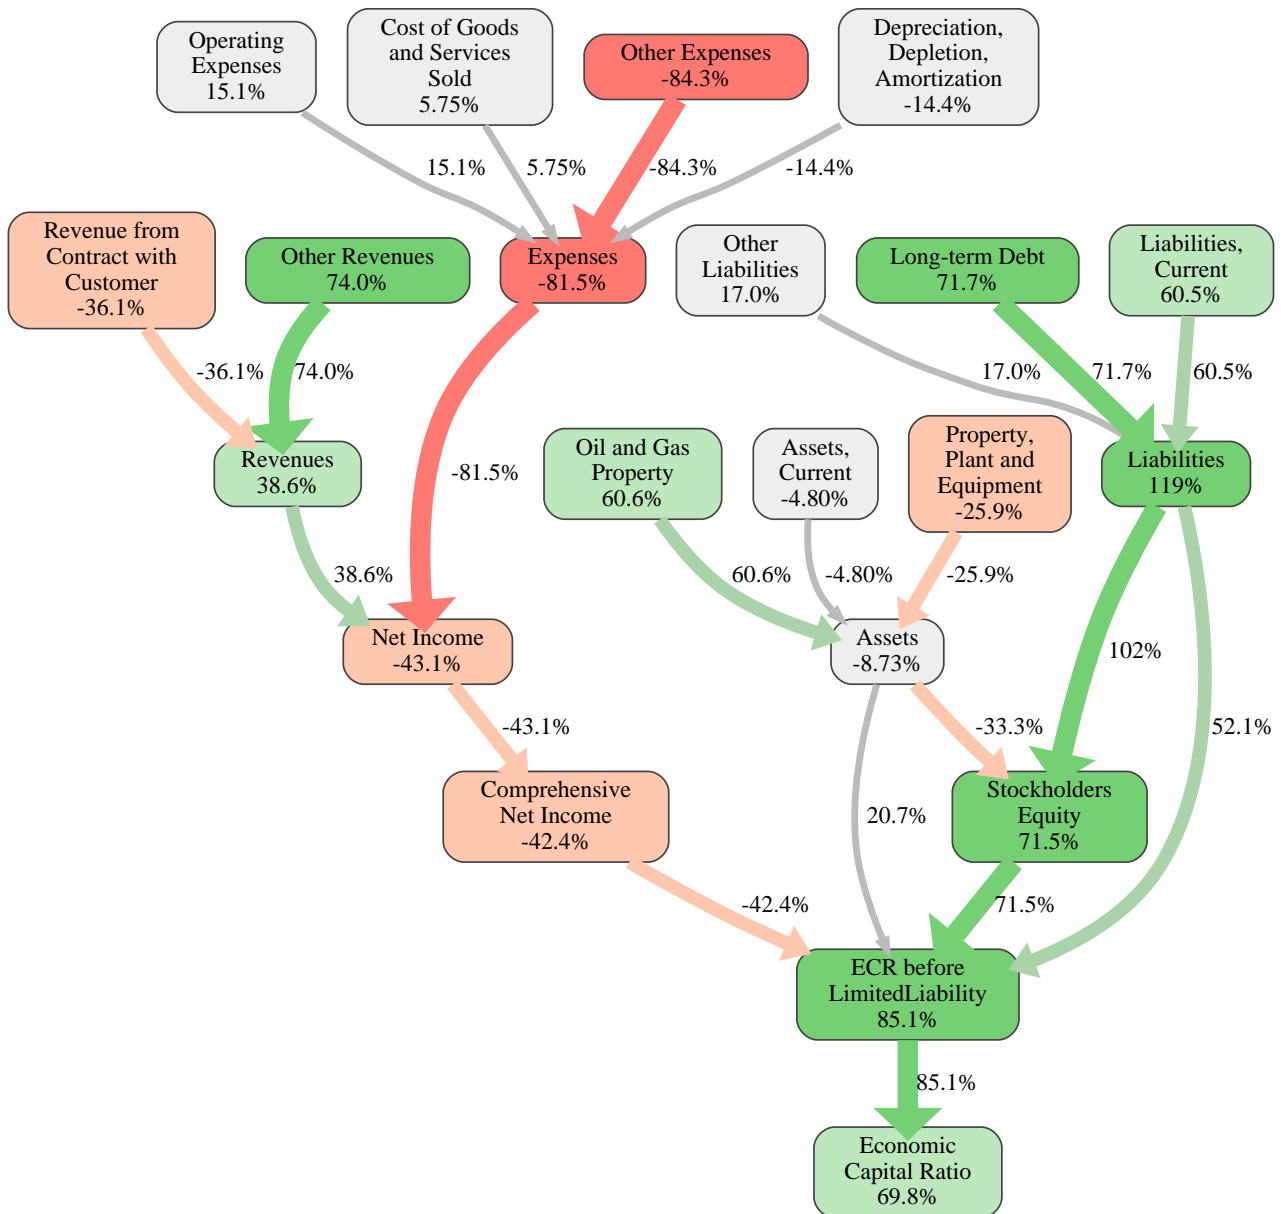 Operating
Expenses
15.1%
Cost of Goods
and Services
Sold
5.75%
Other Expenses
-84.3%
Depreciation,
Depletion,
Amortization
-14.4%
15.1%
5.75%
-84.3%
-14.4%
Revenue from
Contract with
Customer
-36.1%
Other Revenues
74.0%
Expenses
-81.5%
Other
Liabilities
17.0%
Long-term Debt
71.7%
Liabilities,
Current
60.5%
-36.1%
74.0%
-81.5%
17.0%
71.7%
60.5%
Revenues
38.6%
Oil and Gas
Property
60.6%
Assets,
Current
-4.80%
Property,
Plant and
Equipment
-25.9%
Liabilities
119%
38.6%
60.6%
-4.80%
-25.9%
Net Income
-43.1%
Assets
-8.73%
102%
-43.1%
-33.3%
52.1%
Comprehensive
Net Income
-42.4%
20.7%
Stockholders
Equity
71.5%
-42.4%
71.5%
ECR before
LimitedLiability
85.1%
85.1%
Economic
Capital Ratio
69.8%